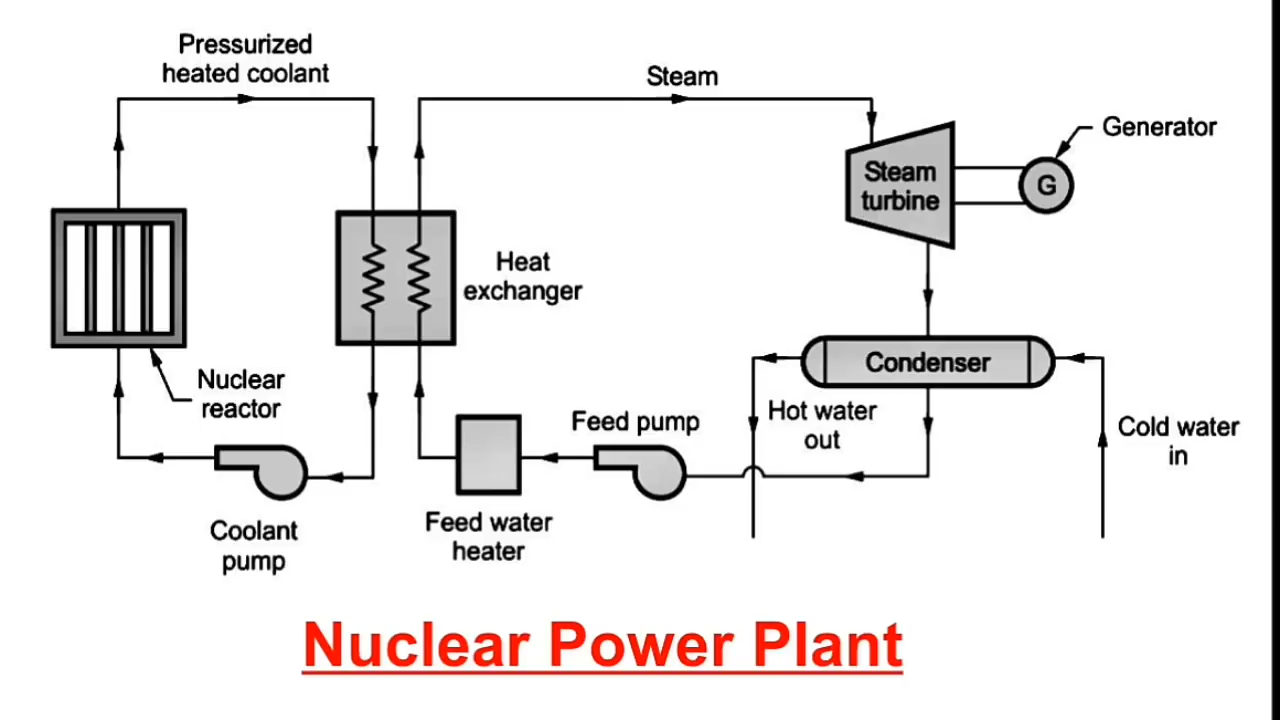 Pressurized
heated coolant
Steam
Generator
Steam
turbine
G
Heat
exchanger
Condenser
Nuclear
reactor
Hot water
out
Feed pump
Cold water
in
Coolant
pump
Feed water
heater
Nuclear Power Plant